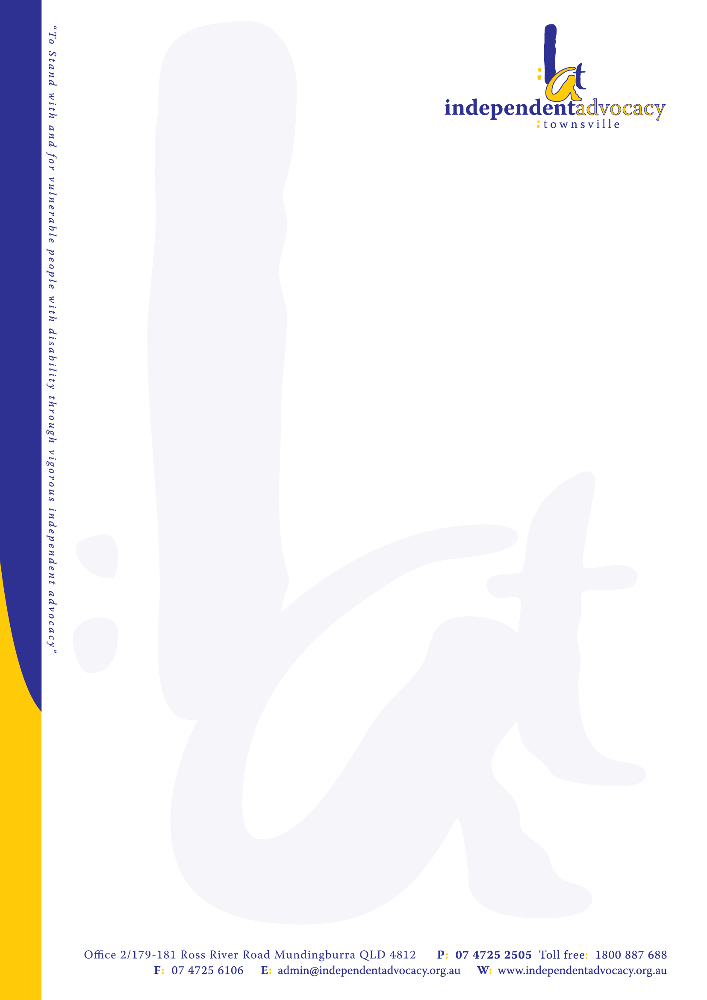 “To Stand with and for vulnerable people with disability through vigorous independent advocacy”
:iat
independentadvocacy
:townsville
Office 2/179-181 Ross River Road Mundingburra QLD 4812 P: 07 4725 2505 Toll free: 1800 887 688
F: 07 4725 6106 E: admin@independentadvocacy.org.au W: www.independentadvocacy.org.au